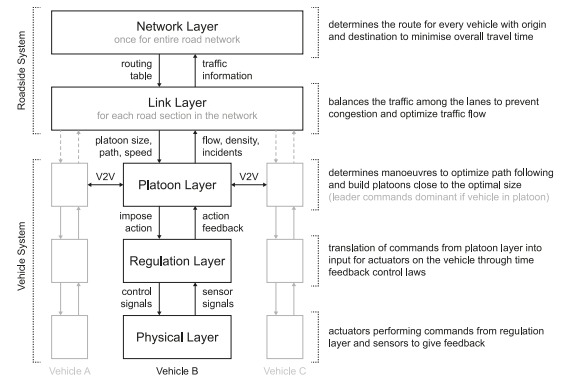 Roadside System
Network Layer
once for entire road network
determines the route for every vehicle with origin
and destination to minimise overall travel time
routing
table
traffic
information
Link Layer
for each road section in the network
balances the traffic among the lanes to prevent
congestion and optimize traffic flow
platoon size,
path, speed
flow, density,
incidents
Vehicle System
V2V
Platoon Layer
V2V
determines manoeuvres to optimize path following
and build platoons close to the optimal size
(leader commands dominant if vehicle in platoon)
impose
action
action
feedback
Regulation Layer
translation of commands from platoon layer into
input for actuators on the vehicle through time
feedback control laws
control
signals
sensor
signals
Physical Layer
actuators performing commands from regulation
layer and sensors to give feedback
Vehicle A
Vehicle B
Vehicle C